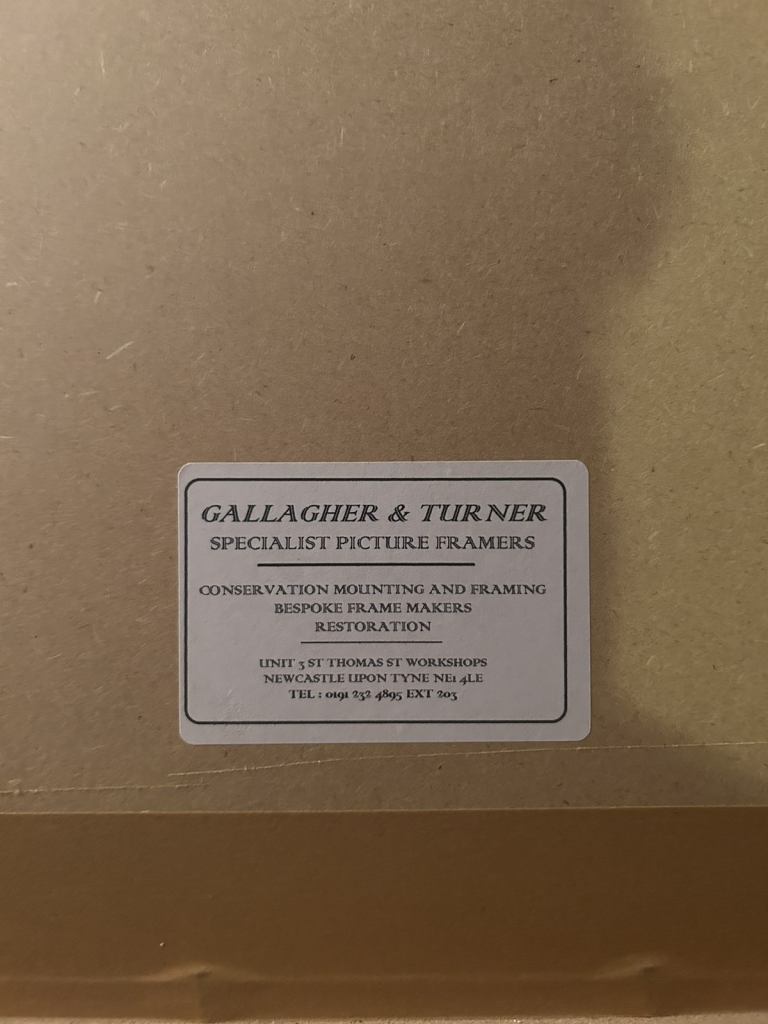 GALLAGHER & TURNER
SPECIALIST PICTURE FRAMERS
CONSERVATION MOUNTING AND FRAMING
BESPOKE FRAME MAKERS
RESTORATION
UNIT 3 ST THOMAS ST WORKSHOPS
NEWCASTLE UPON TYNE NE1 4LE
TEL : 0191 232 4895 EXT 203